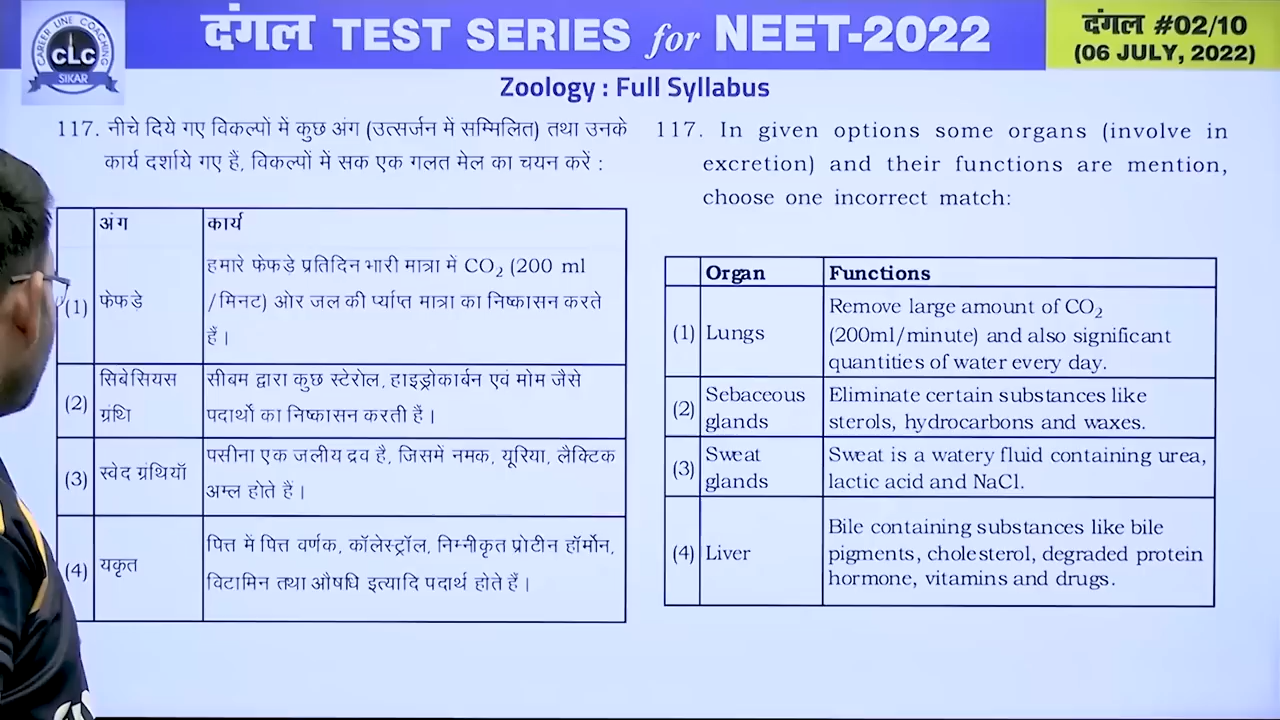 दंगल TEST SERIES for NEET-2022
दंगल #02/10
(06 JULY, 2022)
CAREER LINE COACHING
CLC
SIKAR
Zoology : Full Syllabus
117. नीचे दिये गए विकल्पों में कुछ अंग (उत्सर्जन में सम्मिलित) तथा उनके
कार्य दर्शाये गए हैं, विकल्पों में सक एक गलत मेल का चयन करें :
अंग कार्य
हमारे फेफडे प्रतिदिन भारी मात्रा में CO₂ (200 ml
(1) फेफड़े /मिनट) ओर जल की पर्याप्त मात्रा का निष्कासन करते
हैं।
सिबेसियस सीबम द्वारा कुछ स्टेरोल, हाइड्रोकार्बन एवं मोम जैसे
(2) ग्रंथि पदार्थो का निष्कासन करती हैं।
(3) स्वेद ग्रंथियॉ पसीना एक जलीय द्रव है, जिसमें नमक, यूरिया, लैक्टिक
अम्ल होते हैं।
(4) यकृत पित्त में पित्त वर्णक, कॉलेस्ट्रॉल, निम्नीकृत प्रोटीन हॉर्मोन,
विटामिन तथा औषधि इत्यादि पदार्थ होते हैं।
117. In given options some organs (involve in
excretion) and their functions are mention,
choose one incorrect match:
Organ Functions
Remove large amount of CO₂
(1) Lungs (200ml/minute) and also significant
quantities of water every day.
(2) Sebaceous Eliminate certain substances like
glands sterols, hydrocarbons and waxes.
(3) Sweat Sweat is a watery fluid containing urea,
glands lactic acid and NaCl.
Bile containing substances like bile
(4) Liver pigments, cholesterol, degraded protein
hormone, vitamins and drugs.